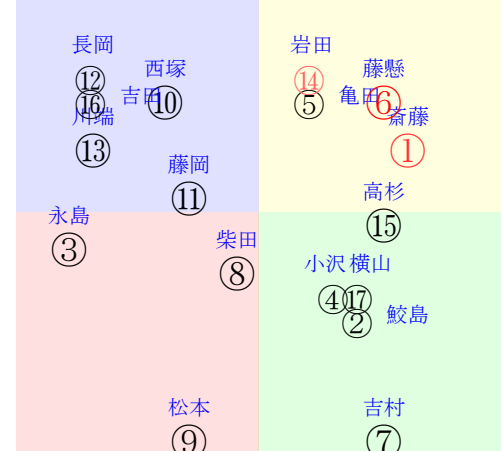 長岡
岩田
西塚
藤懸
⑫
⑭
吉田
⑩
亀田
⑥
⑯
⑤
川端
斎藤
⑬
①
藤岡
高杉
⑪
永島
⑮
柴田
③
小沢 横山
⑧
④
⑰
鮫島
②
松本
吉村
⑨
⑦